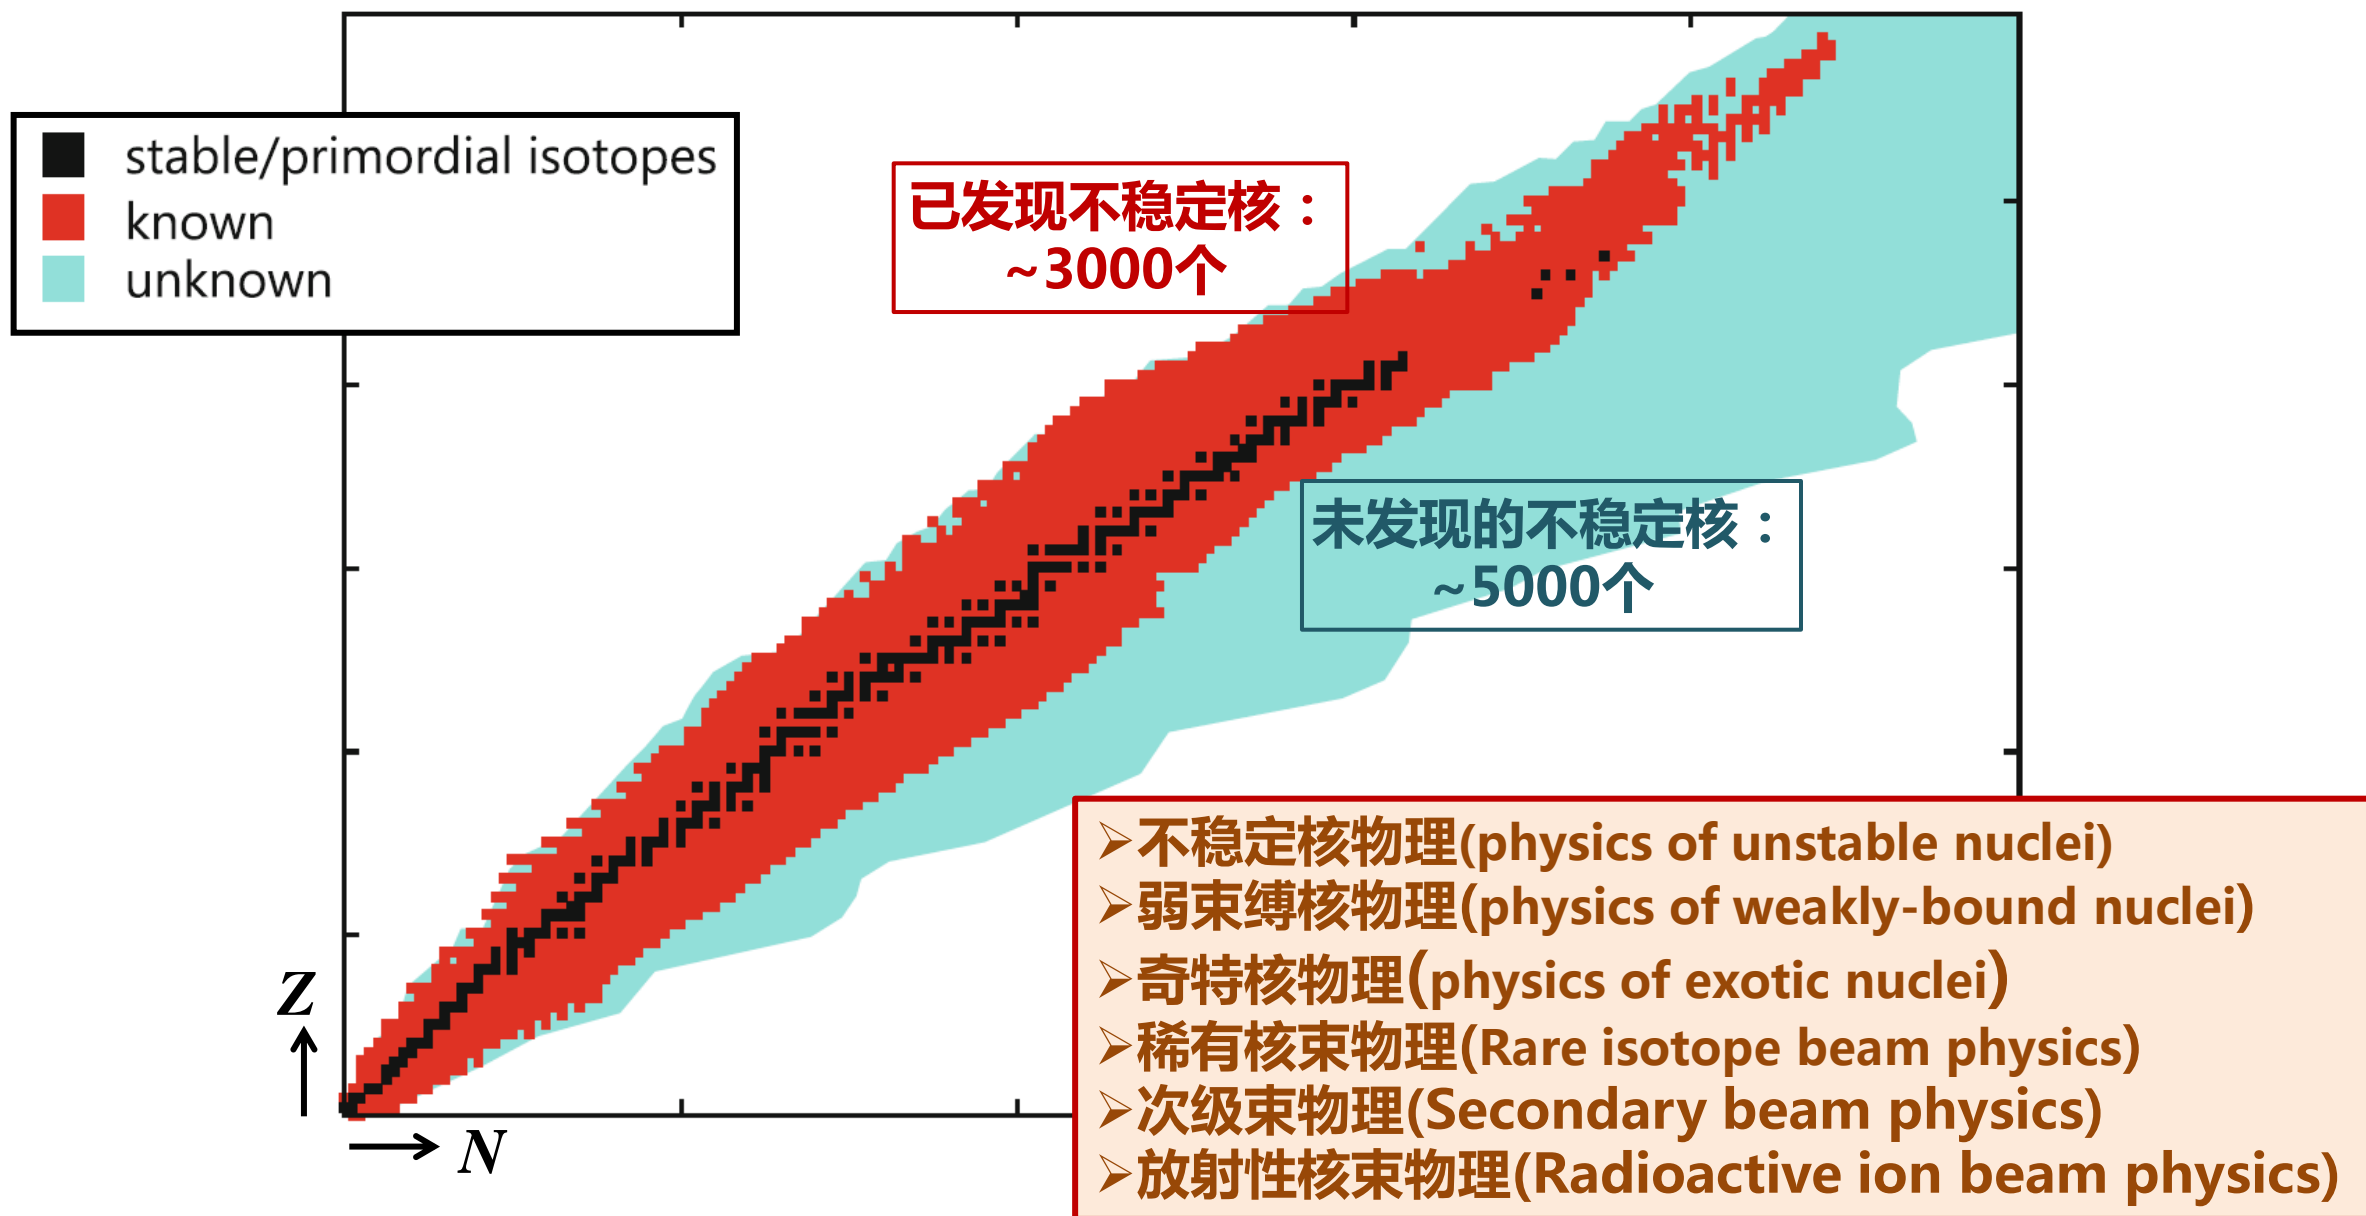 stable/primordial isotopes
known
unknown
已发现不稳定核：
~3000个
未发现的不稳定核：
~5000个
Z
N
➢不稳定核物理(physics of unstable nuclei)
➢弱束缚核物理(physics of weakly-bound nuclei)
➢奇特核物理(physics of exotic nuclei)
➢稀有核束物理(Rare isotope beam physics)
➢次级束物理(Secondary beam physics)
➢放射性核束物理(Radioactive ion beam physics)